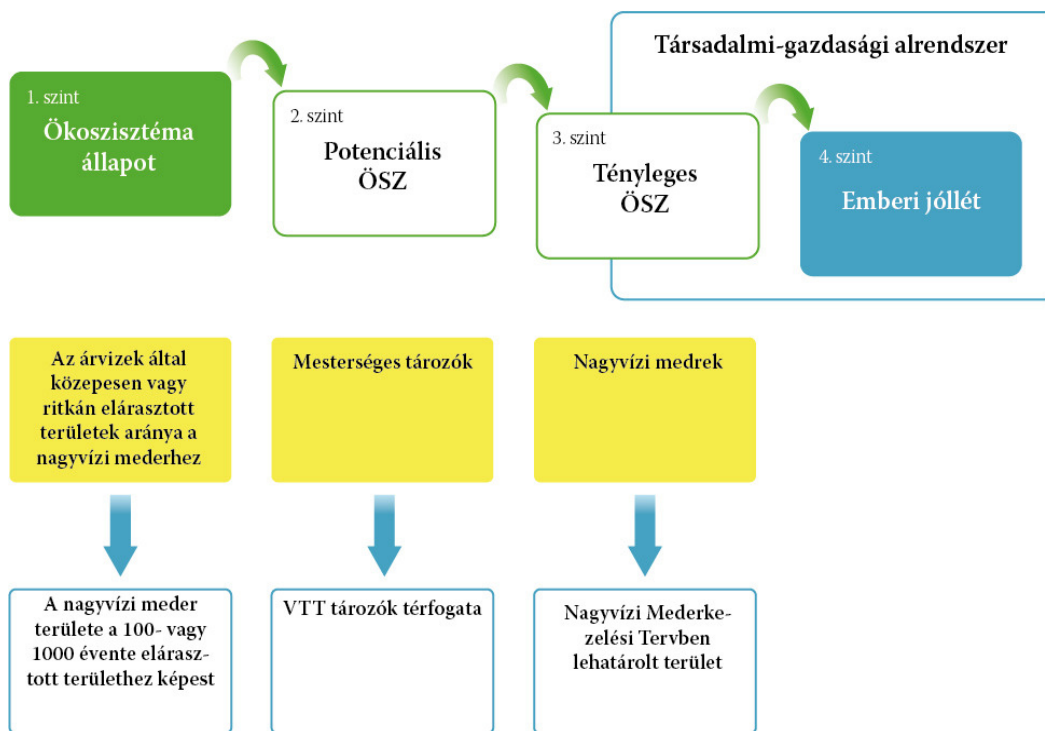 Társadalmi-gazdasági alrendszer
1. szint
Ökoszisztéma
állapot
2. szint
Potenciális
ÖSZ
3. szint
Tényleges
ÖSZ
4. szint
Emberi jóllét
Az árvizek által
közepesen vagy
ritkán elárasztott
területek aránya a
nagyvízi mederhez
Mesterséges tározók
Nagyvízi medrek
A nagyvízi meder
területe a 100- vagy
1000 évente elárasz-
tott területhez képest
VTT tározók térfogata
Nagyvízi Mederke-
zelési Tervben
lehatárolt terület